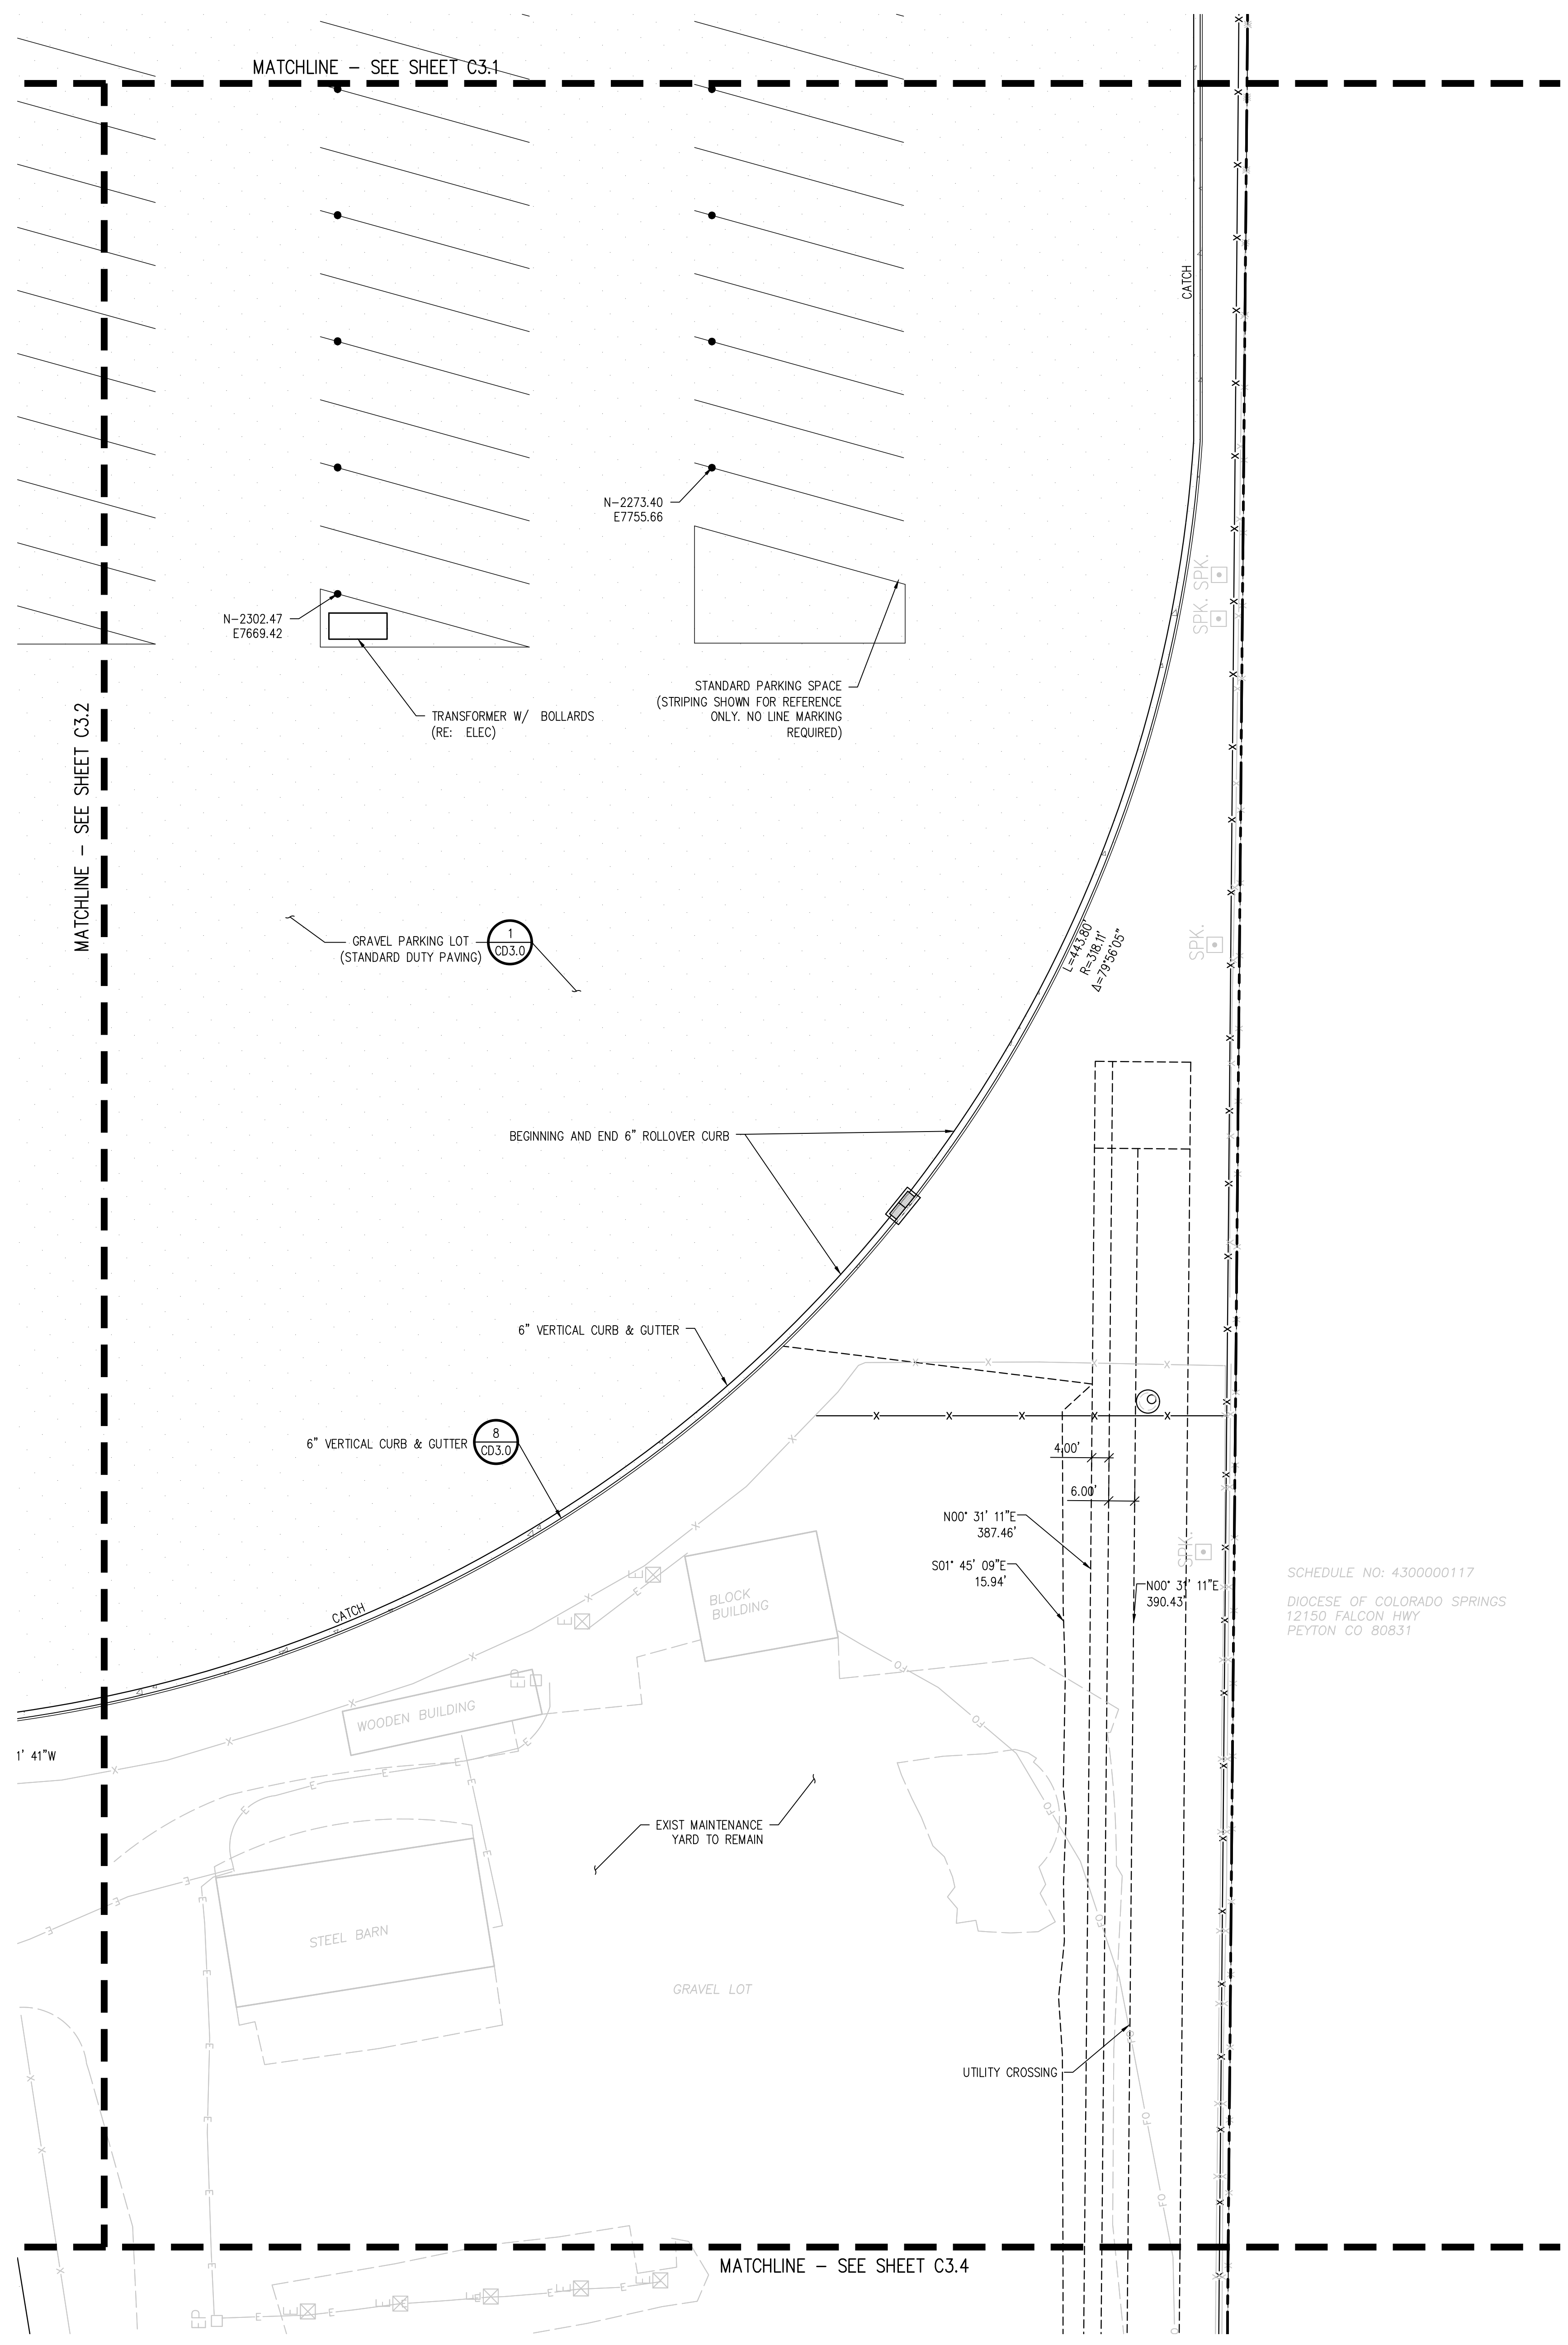 MATCHLINE - SEE SHEET C3.1
CATCH
N-2273.40
E7755.66
SPK.
SPK.
N-2302.47
E7669.42
STANDARD PARKING SPACE
(STRIPING SHOWN FOR REFERENCE
ONLY. NO LINE MARKING
REQUIRED)
TRANSFORMER W/ BOLLARDS
(RE: ELEC)
MATCHLINE - SEE SHEET C3.2
GRAVEL PARKING LOT
(STANDARD DUTY PAVING)
1
CD3.0
L=443.80'
R=318.11'
Δ=79°56'05"
SPK.
BEGINNING AND END 6" ROLLOVER CURB
6" VERTICAL CURB & GUTTER
6" VERTICAL CURB & GUTTER
8
CD3.0
4.00'
6.00'
N00° 31' 11"E
387.46'
S01° 45' 09"E
15.94'
N00° 31' 11"E
390.43'
SPK.
SCHEDULE NO: 4300000117
DIOCESE OF COLORADO SPRINGS
12150 FALCON HWY
PEYTON CO 80831
BLOCK
BUILDING
CATCH
EP
WOODEN BUILDING
1' 41"W
EXIST MAINTENANCE
YARD TO REMAIN
STEEL BARN
GRAVEL LOT
UTILITY CROSSING
MATCHLINE - SEE SHEET C3.4
EP